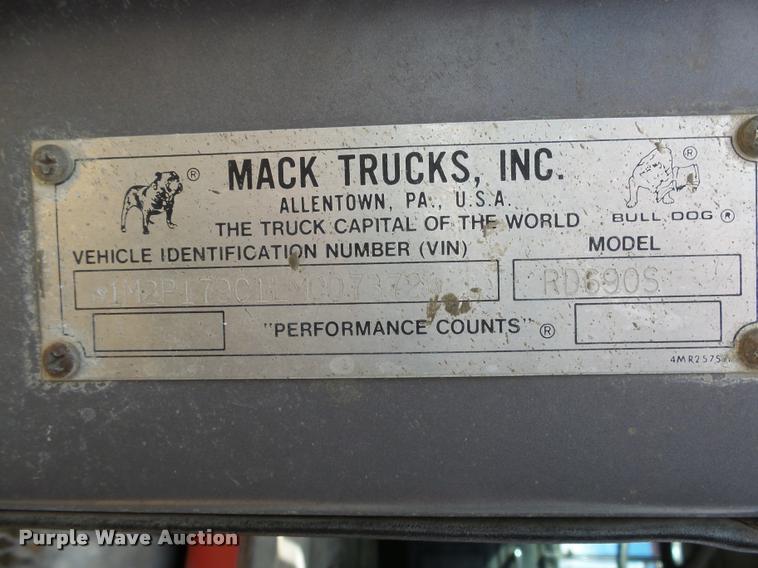 MACK TRUCKS, INC.
ALLENTOWN, PA., U.S.A.
THE TRUCK CAPITAL OF THE WORLD
® ® BULL DOG ®
VEHICLE IDENTIFICATION NUMBER (VIN) MODEL
RD690S
"PERFORMANCE COUNTS" ®
Purple Wave Auction